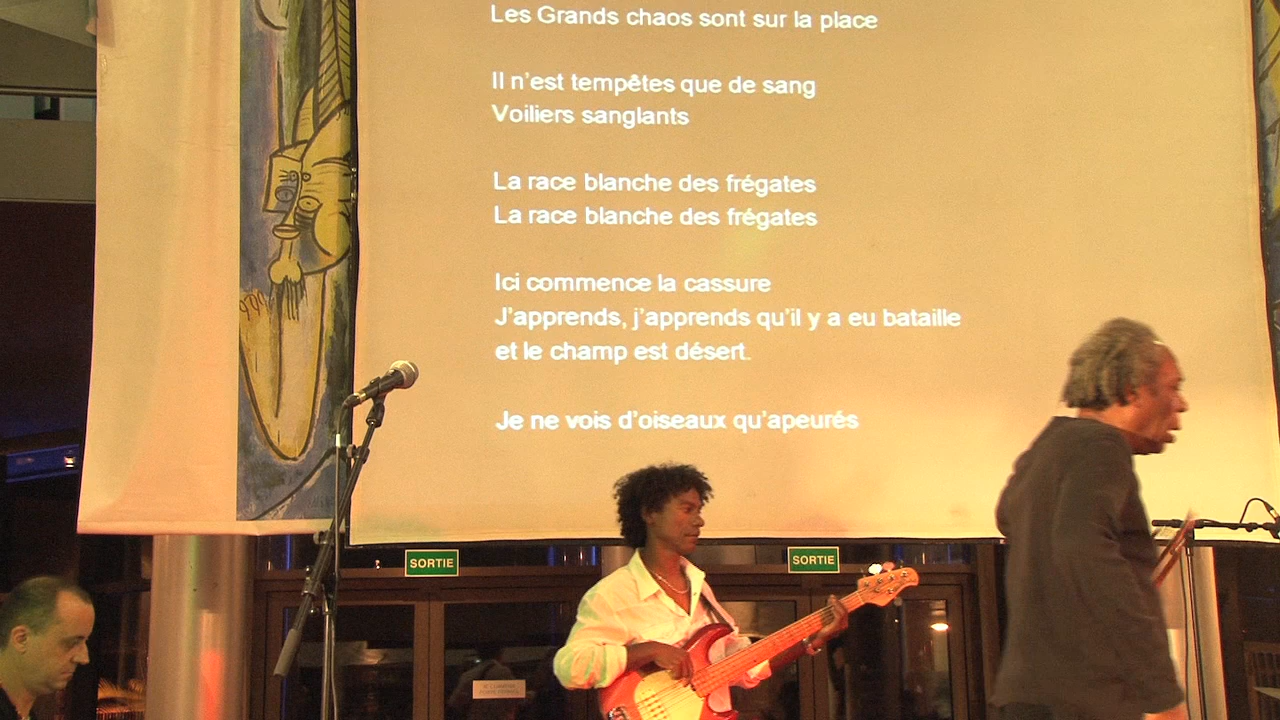 Les Grands chaos sont sur la place
Il n'est tempêtes que de sang
Voiliers sanglants
La race blanche des frégates
La race blanche des frégates
Ici commence la cassure
J'apprends, j'apprends qu'il y a eu bataille
et le champ est désert.
Je ne vois d'oiseaux qu'apeurés
SORTIE
SORTIE